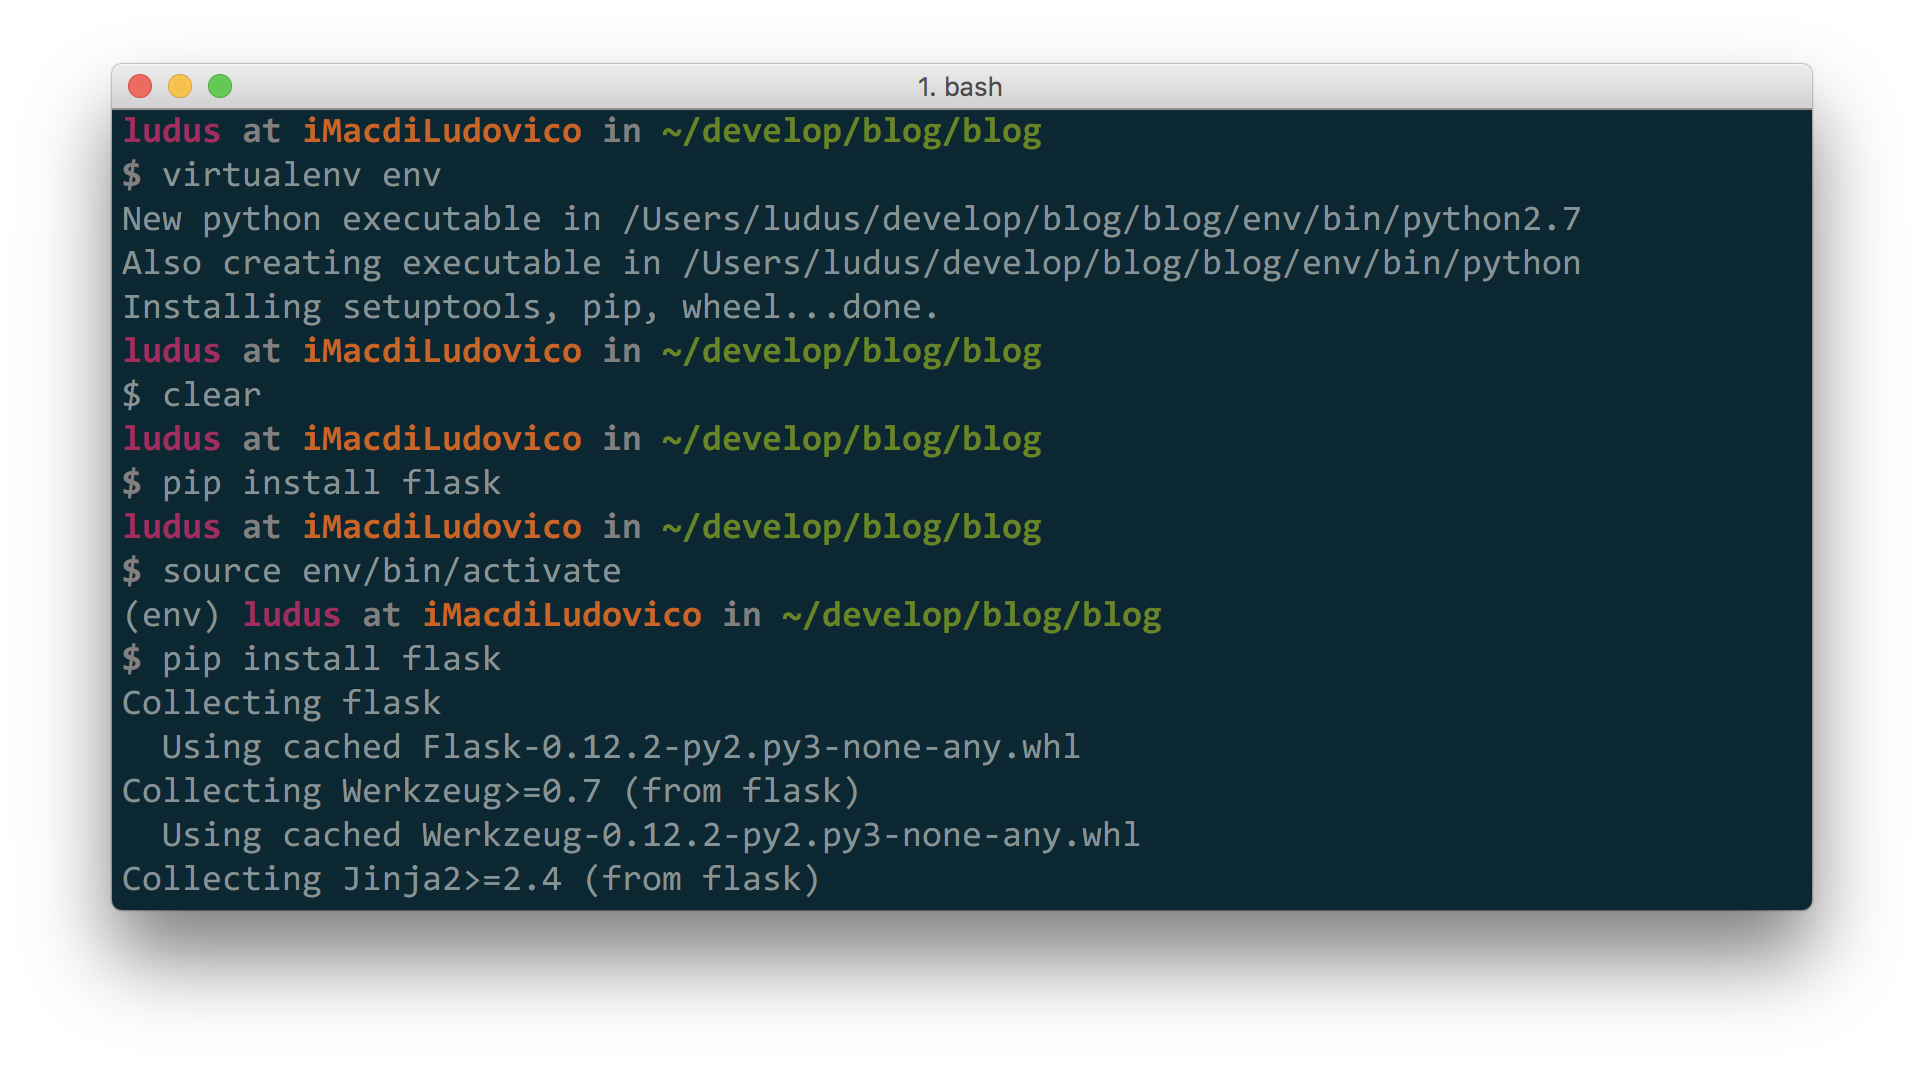 1. bash
ludus at iMacdiLudovico in ~/develop/blog/blog
$ virtualenv env
New python executable in /Users/ludus/develop/blog/blog/env/bin/python2.7
Also creating executable in /Users/ludus/develop/blog/blog/env/bin/python
Installing setuptools, pip, wheel...done.
ludus at iMacdiLudovico in ~/develop/blog/blog
$ clear
ludus at iMacdiLudovico in ~/develop/blog/blog
$ pip install flask
ludus at iMacdiLudovico in ~/develop/blog/blog
$ source env/bin/activate
(env) ludus at iMacdiLudovico in ~/develop/blog/blog
$ pip install flask
Collecting flask
  Using cached Flask-0.12.2-py2.py3-none-any.whl
Collecting Werkzeug>=0.7 (from flask)
  Using cached Werkzeug-0.12.2-py2.py3-none-any.whl
Collecting Jinja2>=2.4 (from flask)